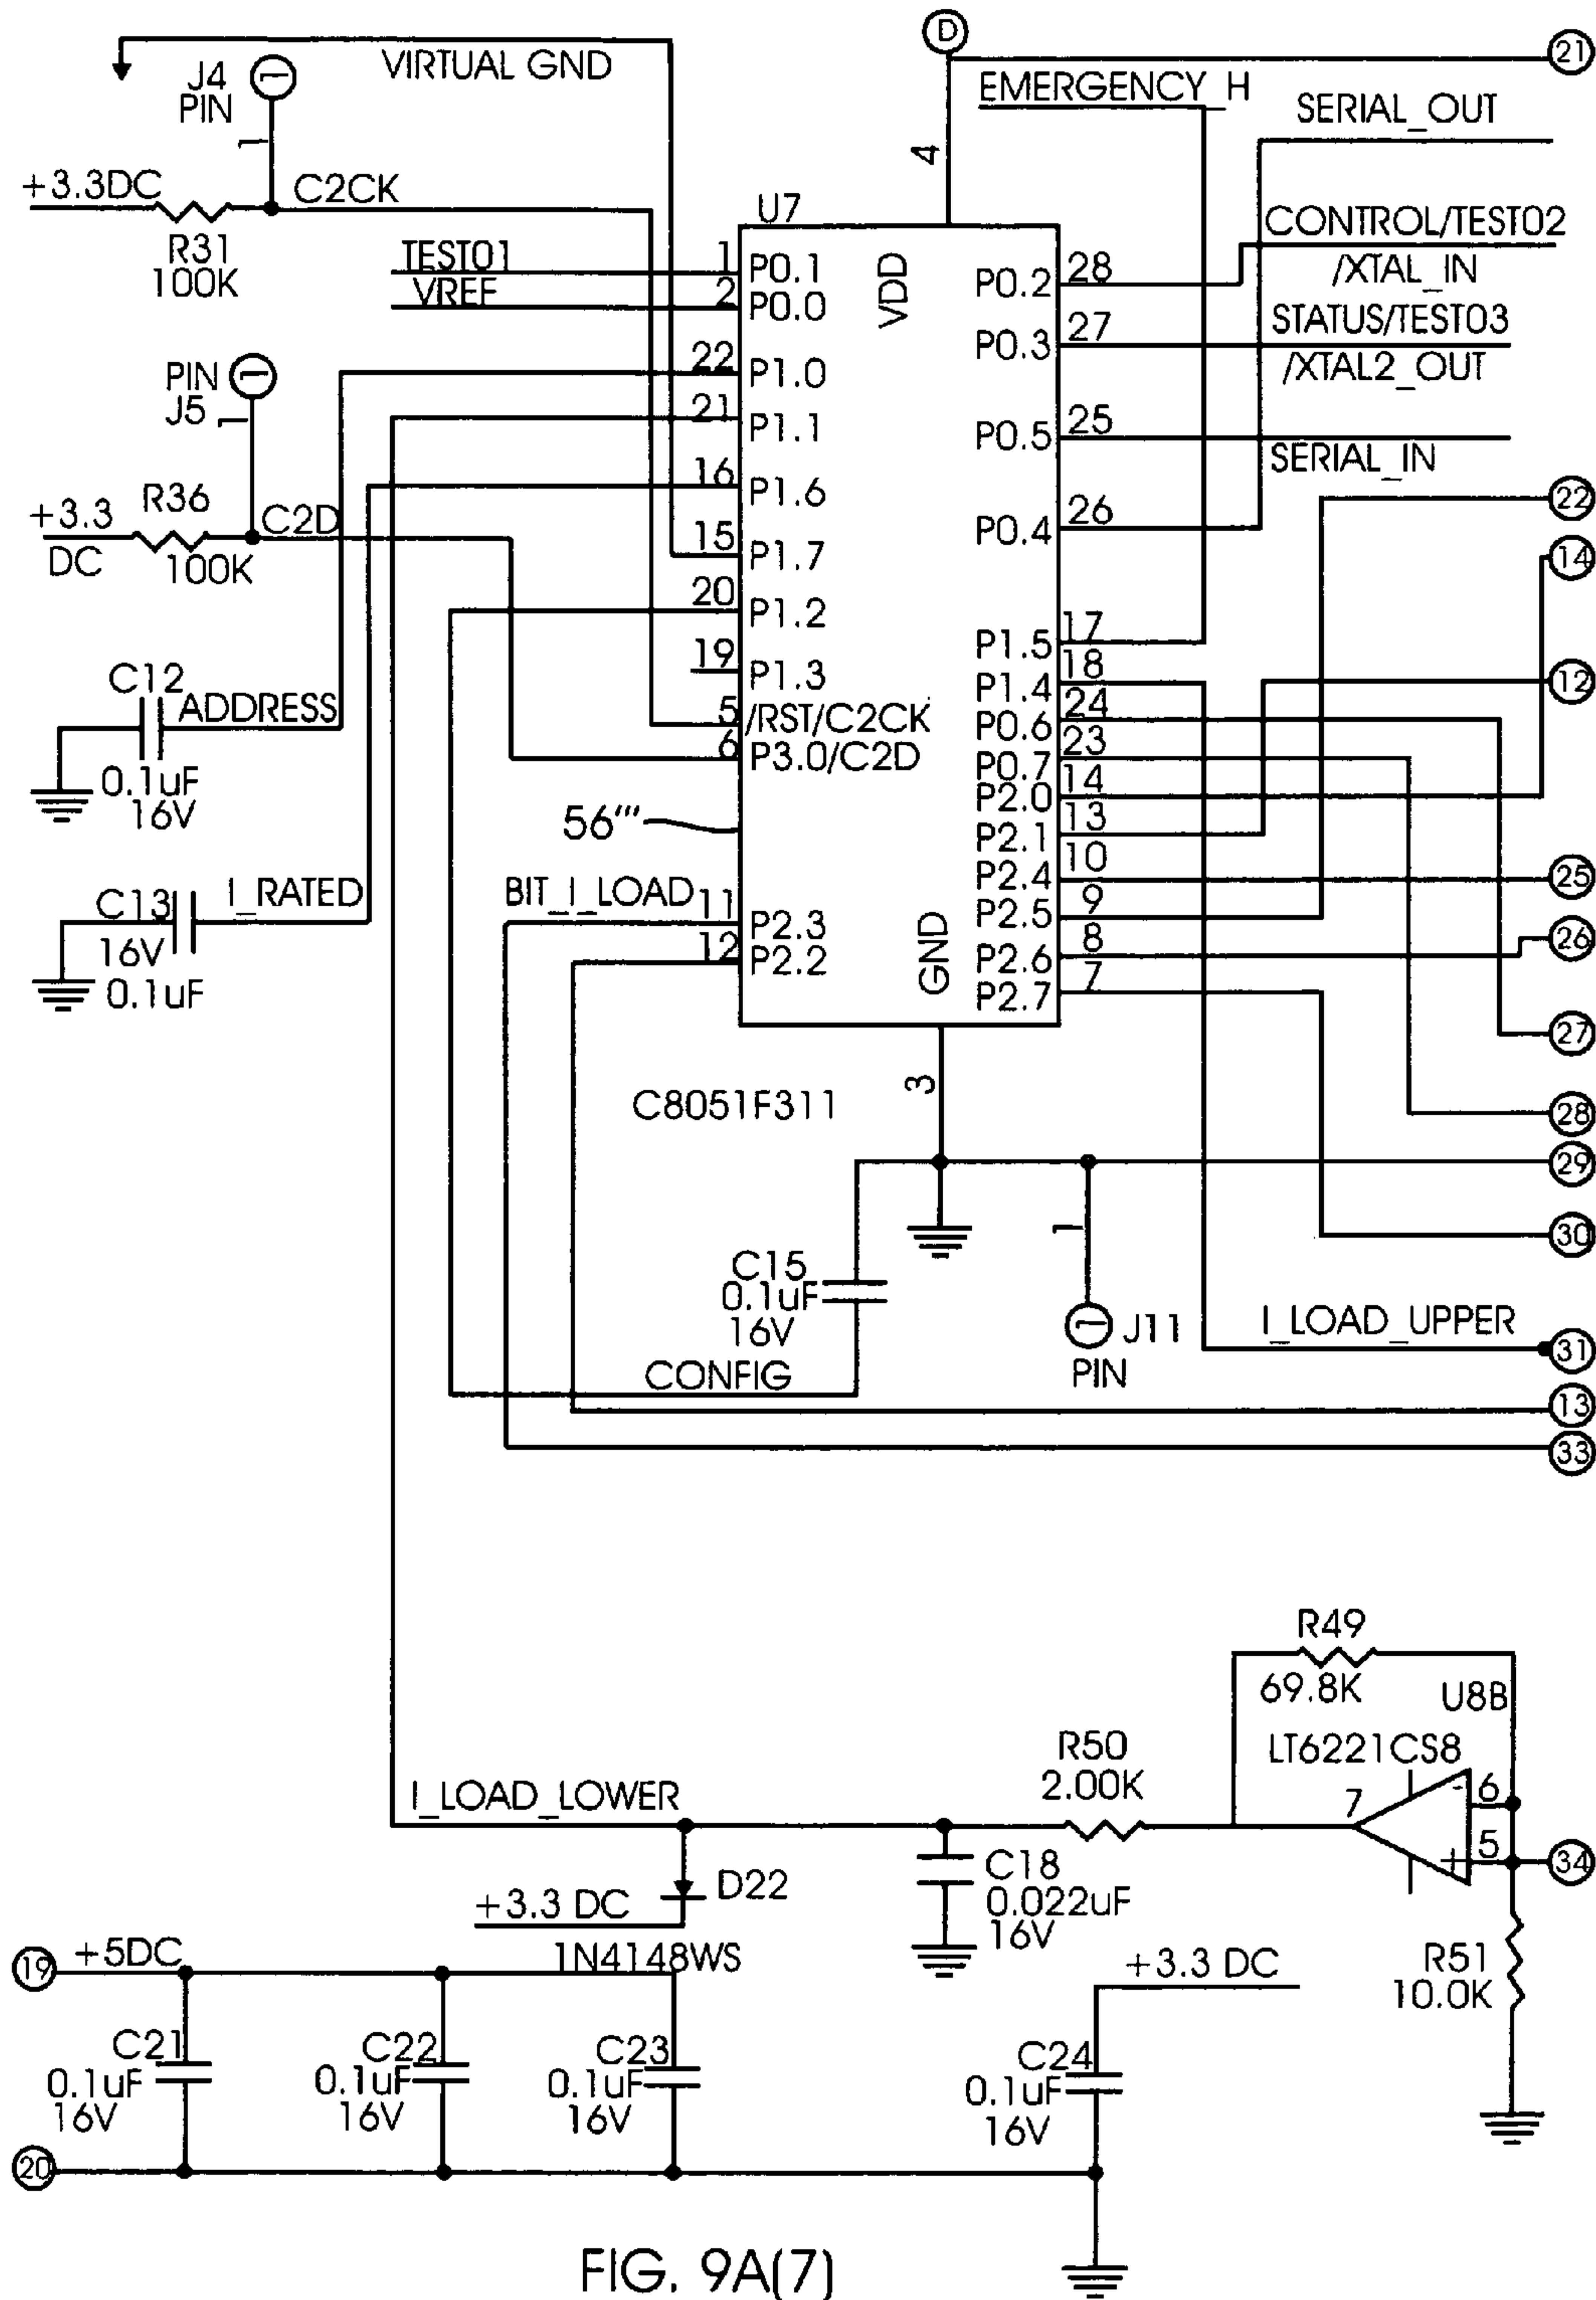 VIRTUAL GND
D
21
J4
PIN
1
1
EMERGENCY_H
SERIAL_OUT
4
+3.3DC
C2CK
R31
100K
U7
CONTROL/TEST02
/XTAL_IN
TEST01
1
P0.1
VREF
2
P0.0
VDD
P0.2
28
STATUS/TEST03
P0.3
27
/XTAL2_OUT
PIN
J5
1
1
22
P1.0
21
P1.1
P0.5
25
SERIAL_IN
R36
+3.3
DC
C2D
100K
16
P1.6
22
P0.4
26
15
P1.7
14
20
P1.2
P1.5
17
19
P1.3
P1.4
18
12
C12
ADDRESS
0.1uF
16V
5
/RST/C2CK
P0.6
24
6
P3.0/C2D
P0.7
23
P2.0
14
56'''
P2.1
13
P2.4
10
25
C13
I_RATED
16V
0.1uF
BIT_I_LOAD
11
P2.3
P2.5
9
12
P2.2
GND
P2.6
8
26
P2.7
7
27
3
C8051F311
28
29
1
30
C15
0.1uF
16V
1
J11
PIN
I_LOAD_UPPER
31
CONFIG
13
33
R49
69.8K
U8B
R50
2.00K
LT6221CS8
I_LOAD_LOWER
7
-
6
+
5
34
D22
C18
0.022uF
16V
+3.3 DC
1N4148WS
19
+5DC
+3.3 DC
R51
10.0K
C21
0.1uF
16V
C22
0.1uF
16V
C23
0.1uF
16V
C24
0.1uF
16V
20
FIG. 9A(7)